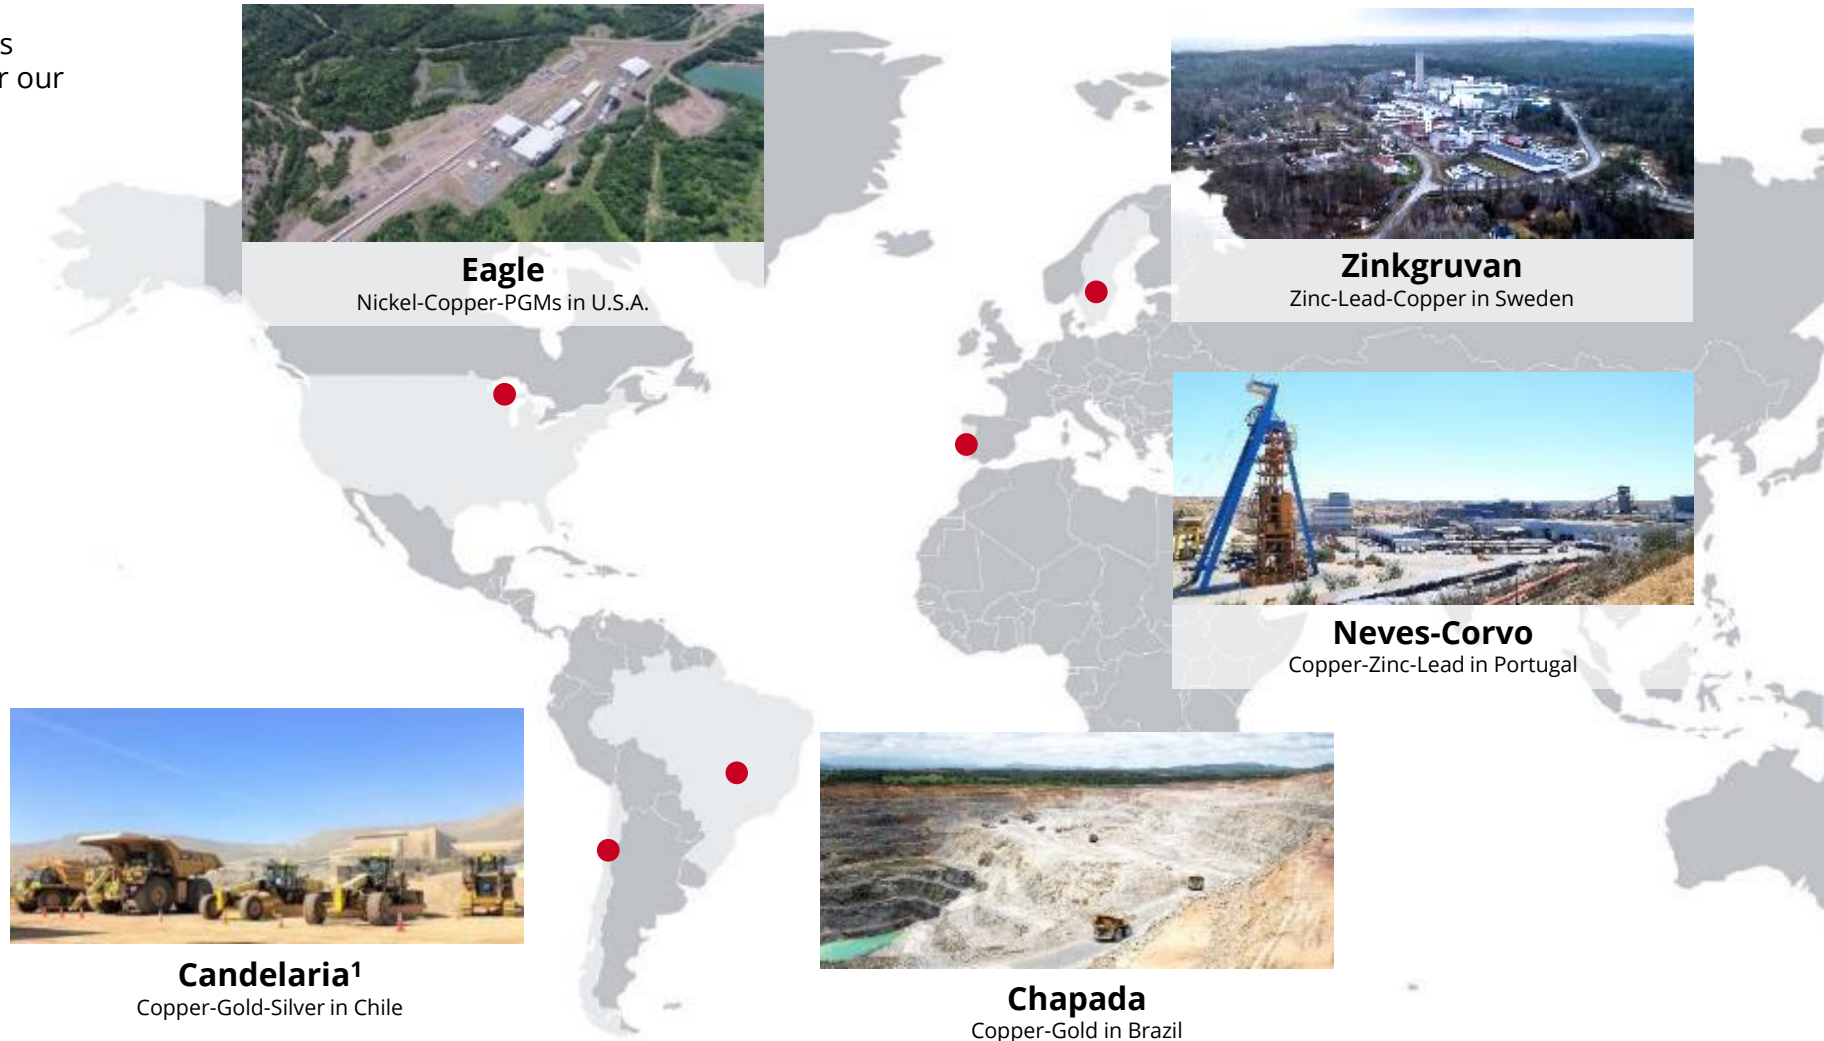 s
r our
Eagle
Nickel-Copper-PGMs in U.S.A.
Zinkgruvan
Zinc-Lead-Copper in Sweden
Neves-Corvo
Copper-Zinc-Lead in Portugal
Candelaria¹
Copper-Gold-Silver in Chile
Chapada
Copper-Gold in Brazil